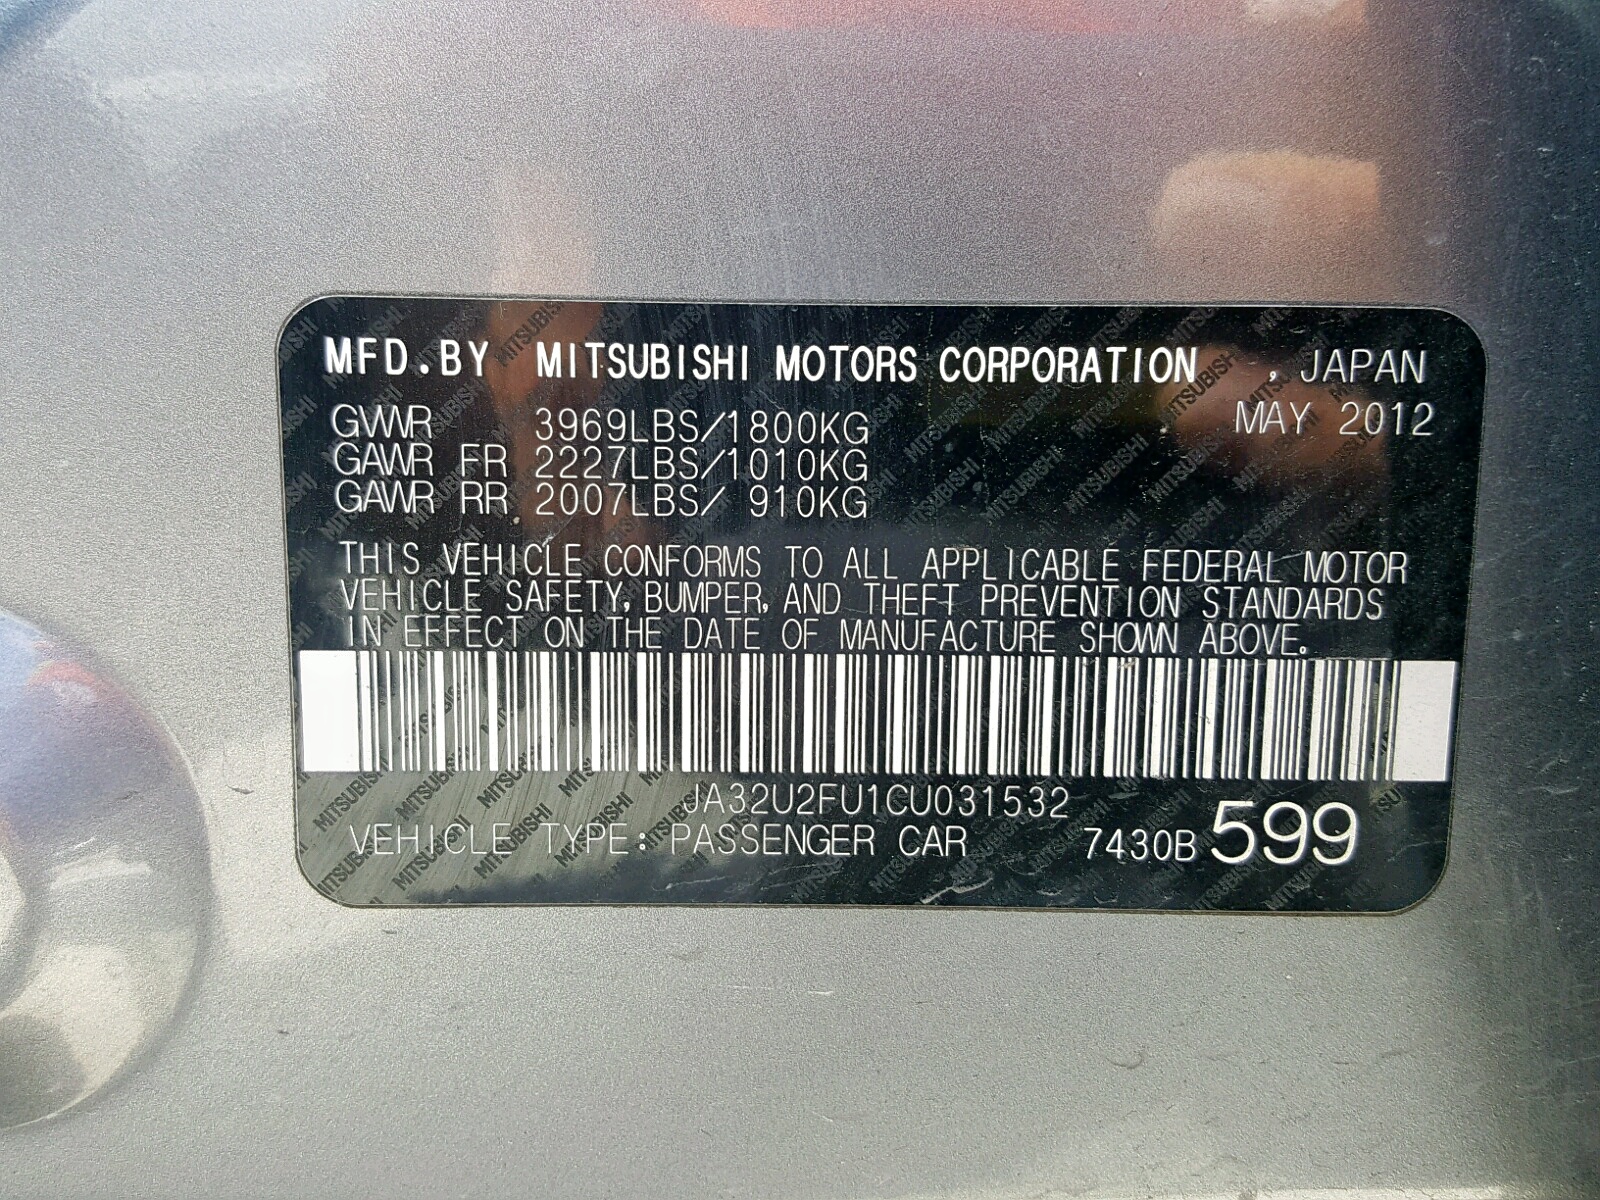 MFD.BY MITSUBISHI MOTORS CORPORATION , JAPAN
MAY 2012
GVWR 3969LBS/1800KG
GAWR FR 2227LBS/1010KG
GAWR RR 2007LBS/ 910KG
THIS VEHICLE CONFORMS TO ALL APPLICABLE FEDERAL MOTOR
VEHICLE SAFETY, BUMPER, AND THEFT PREVENTION STANDARDS
IN EFFECT ON THE DATE OF MANUFACTURE SHOWN ABOVE.
JA32U2FU1CU031532
VEHICLE TYPE: PASSENGER CAR 7430B 599